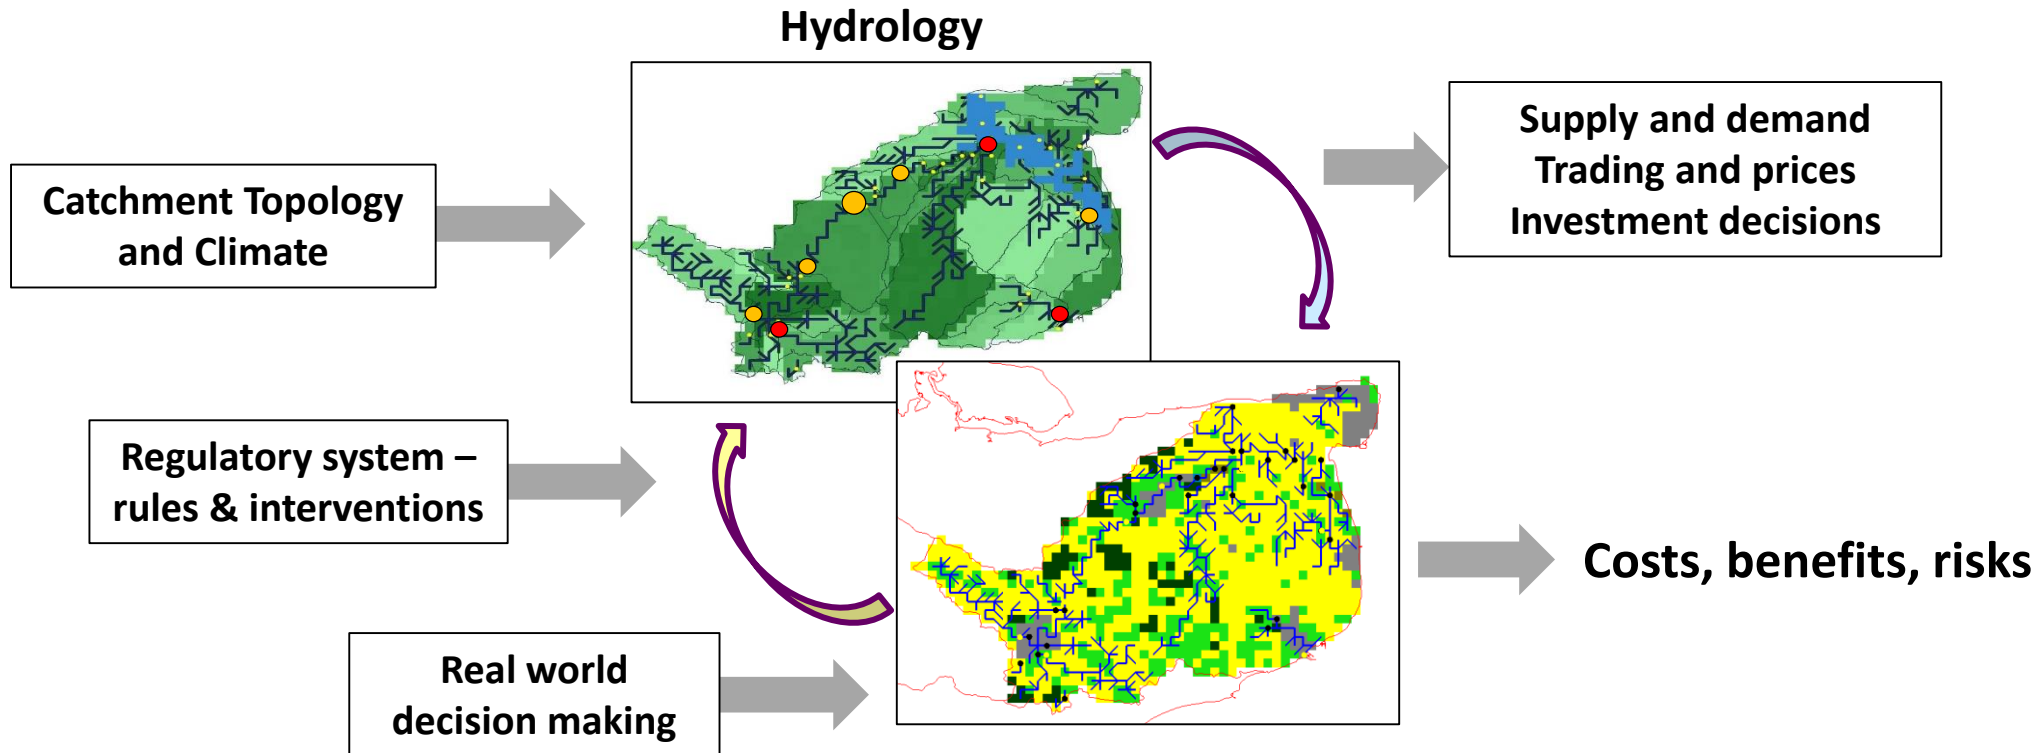 Hydrology
Catchment Topology
and Climate
Supply and demand
Trading and prices
Investment decisions
Regulatory system –
rules & interventions
Costs, benefits, risks
Real world
decision making